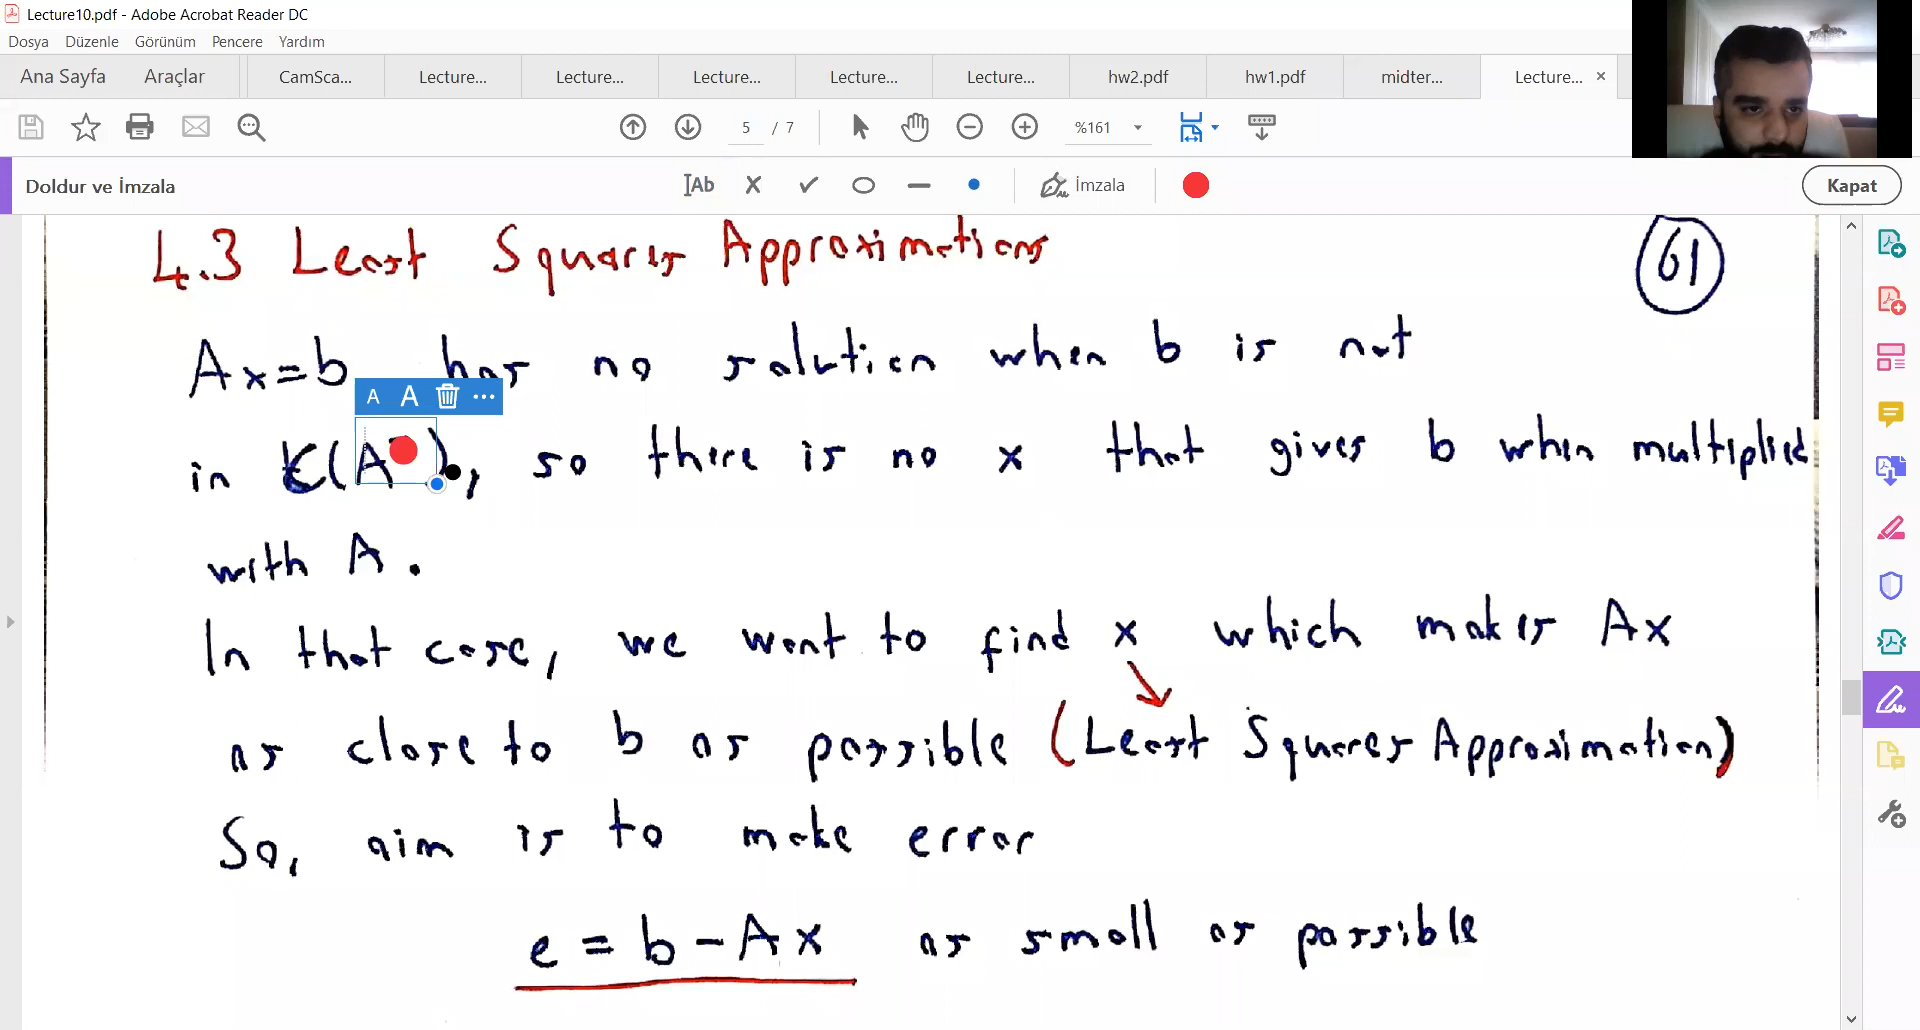 Lecture10.pdf - Adobe Acrobat Reader DC
Dosya Düzenle Görünüm Pencere Yardım
Ana Sayfa Araçlar CamSca... Lecture... Lecture... Lecture... Lecture... Lecture... hw2.pdf hw1.pdf midter... Lecture... ×
5 / 7 %161
Doldur ve İmzala Ab İmzala Kapat
4.3 Least Squares Approximations 61
Ax=b has no solution when b is not
A A ...
in C(A), so there is no x that gives b when multiplied
with A.
In that case, we want to find x which makes Ax
as close to b as possible (Least Squares Approximation)
So, aim is to make error
e = b - Ax as small as possible